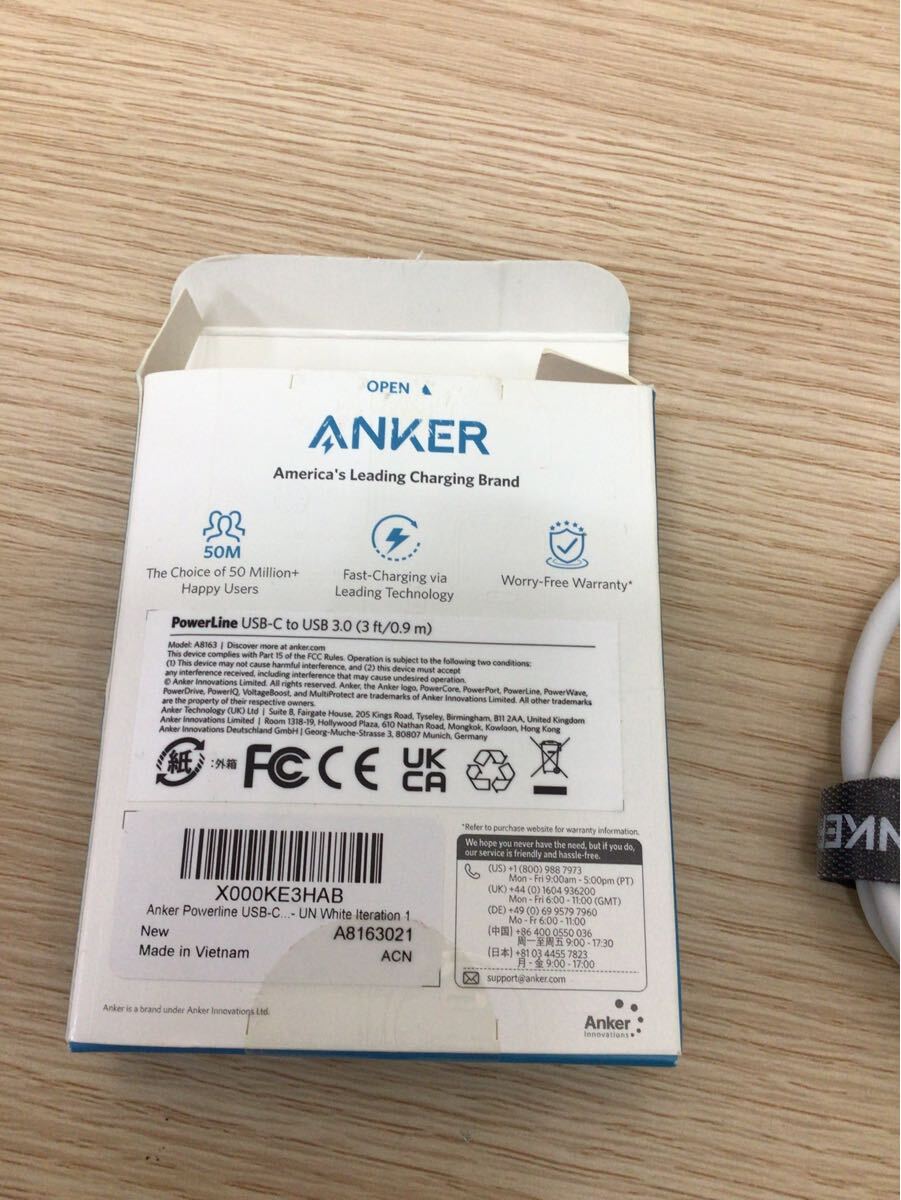 OPEN
ANKER
America's Leading Charging Brand
50M
The Choice of 50 Million+
Happy Users
Fast-Charging via
Leading Technology
Worry-Free Warranty*
PowerLine USB-C to USB 3.0 (3 ft/0.9 m)
Model: A8163 | Discover more at anker.com
This device complies with Part 15 of the FCC Rules. Operation is subject to the following two conditions:
(1) This device may not cause harmful interference, and (2) this device must accept
any interference received, including interference that may cause undesired operation.
© Anker Innovations Limited. All rights reserved. Anker, the Anker logo, PowerCore, PowerPort, PowerLine, PowerWave,
PowerDrive, PowerIQ, VoltageBoost, and MultiProtect are trademarks of Anker Innovations Limited. All other trademarks
are the property of their respective owners.
Anker Technology (UK) Ltd | Suite B, Fairgate House, 205 Kings Road, Tyseley, Birmingham, B11 2AA, United Kingdom
Anker Innovations Limited | Room 1318-19, Hollywood Plaza, 610 Nathan Road, Mongkok, Kowloon, Hong Kong
Anker Innovations Deutschland GmbH | Georg-Muche-Strasse 3, 80807 Munich, Germany
紙 :外箱 FC CE UK
CA
X000KE3HAB
Anker Powerline USB-C...- UN White Iteration 1
New A8163021
Made in Vietnam ACN
*Refer to purchase website for warranty information.
We hope you never have the need, but if you do,
our service is friendly and hassle-free.
(US) +1 (800) 988 7973
Mon - Fri 9:00am - 5:00pm (PT)
(UK) +44 (0) 1604 936200
Mon - Fri 6:00 - 11:00 (GMT)
(DE) +49 (0) 69 9579 7960
Mo - Fr 6:00 - 11:00
(中国) +86 400 0550 036
周一至周五 9:00 - 17:30
(日本) +81 03 4455 7823
月 - 金 9:00 - 17:00
support@anker.com
Anker is a brand under Anker Innovations Ltd.
Anker
Innovations